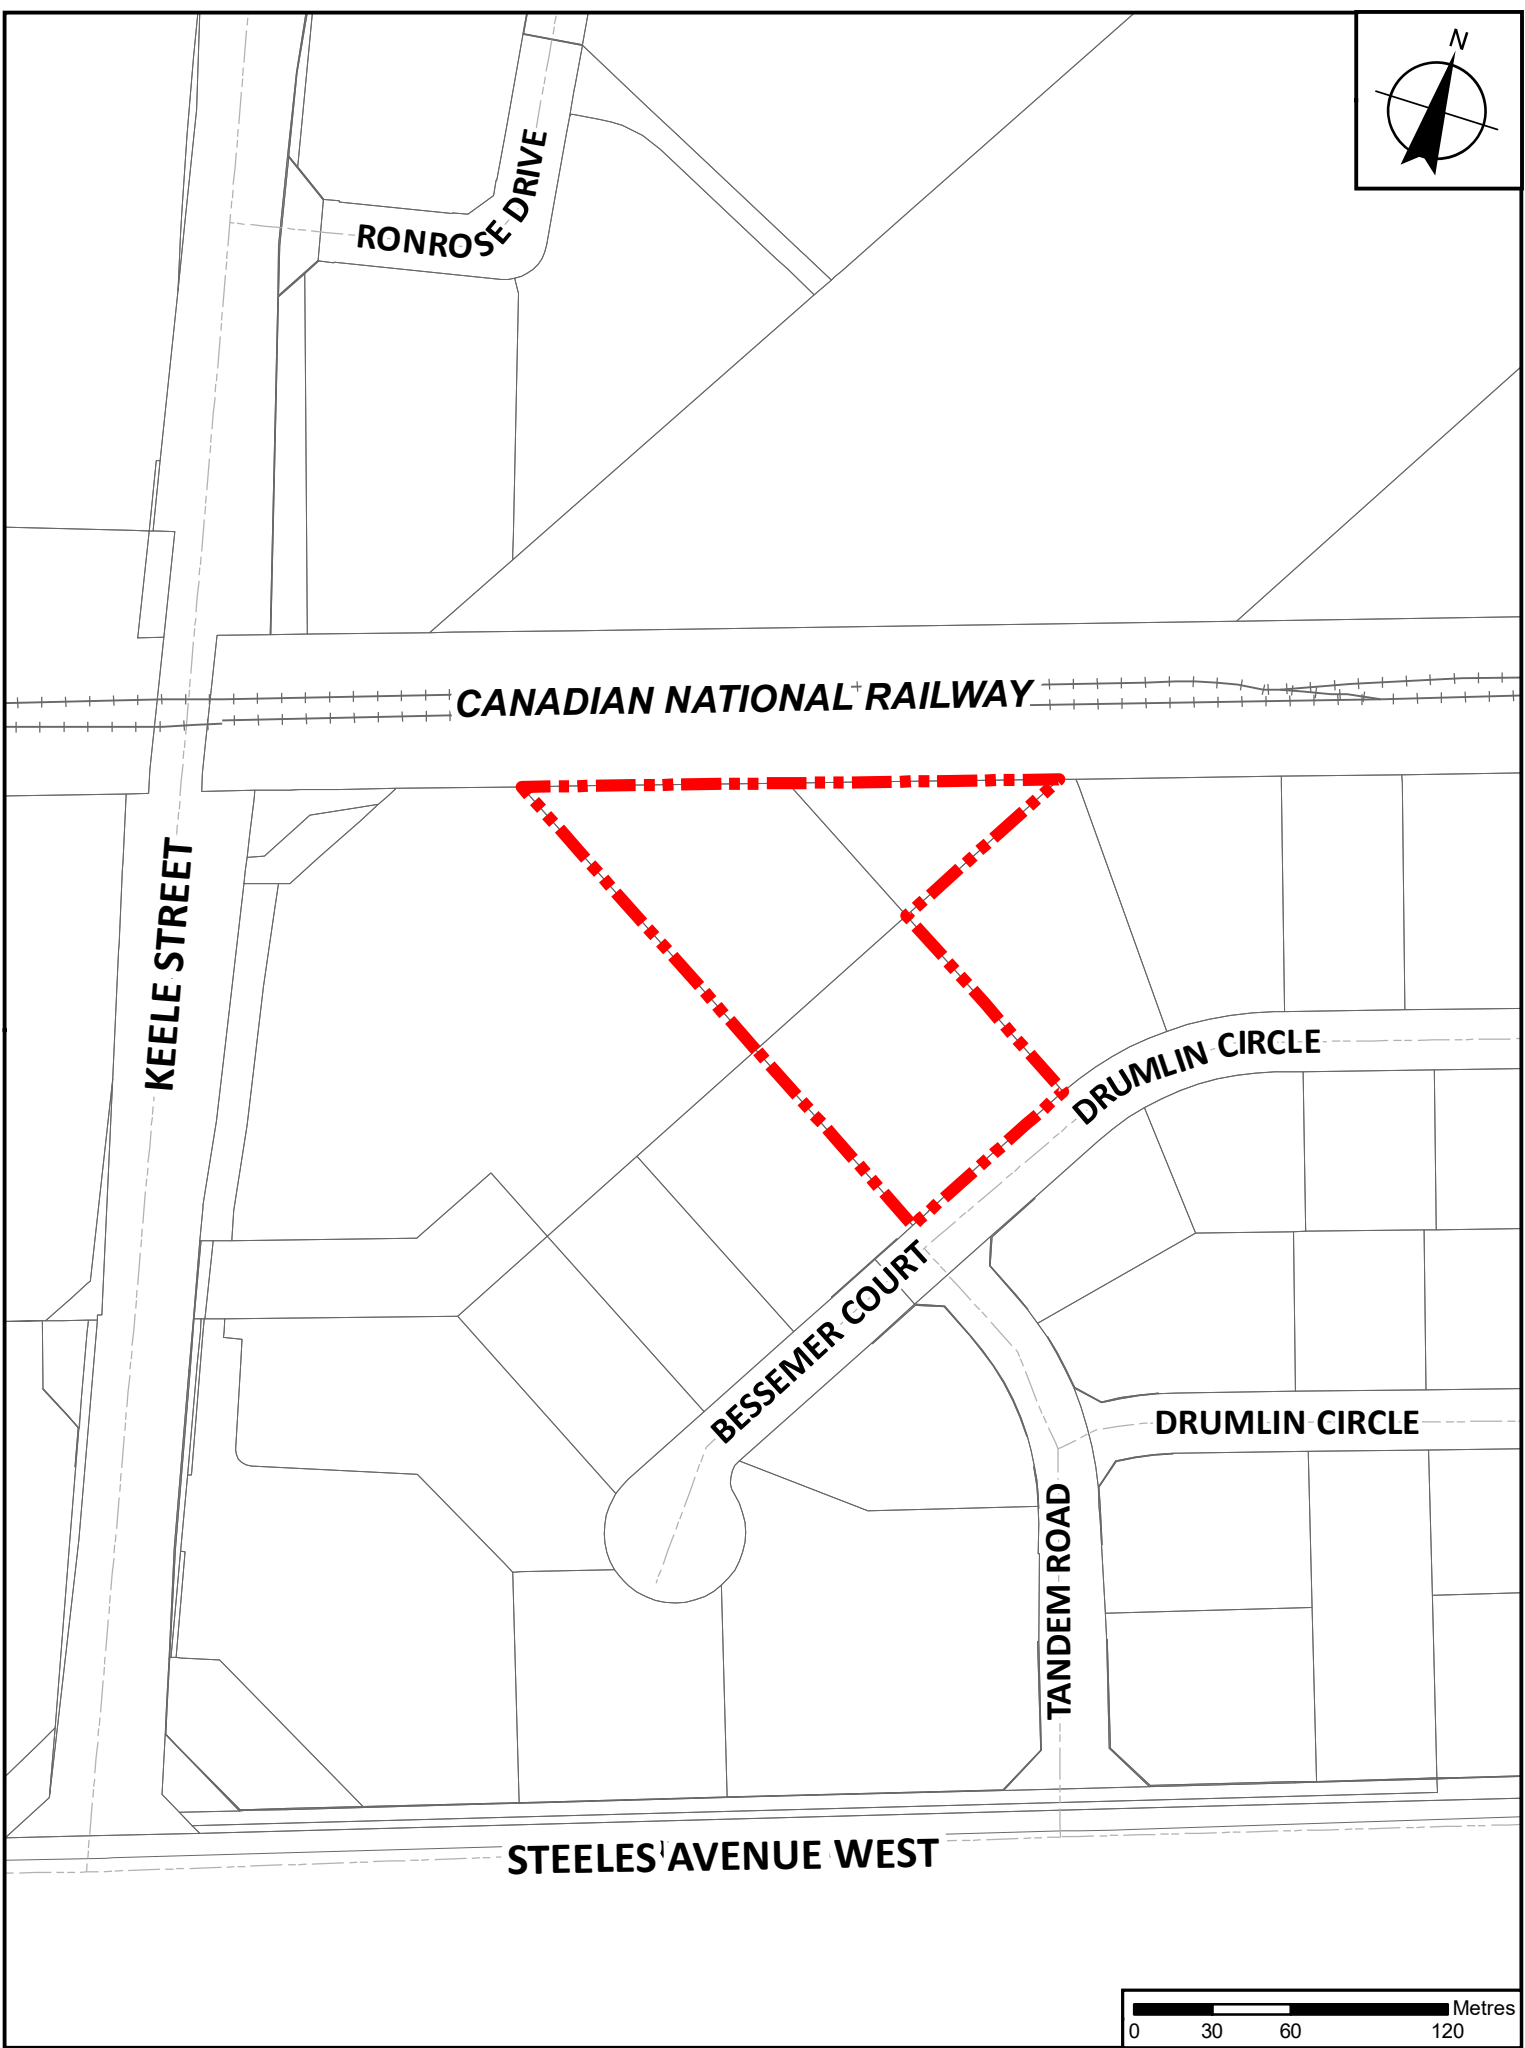 N
RONROSE DRIVE
CANADIAN NATIONAL RAILWAY
KEELE STREET
DRUMLIN CIRCLE
BESSEMER COURT
DRUMLIN CIRCLE
TANDEM ROAD
STEELES AVENUE WEST
Metres
0 30 60 120